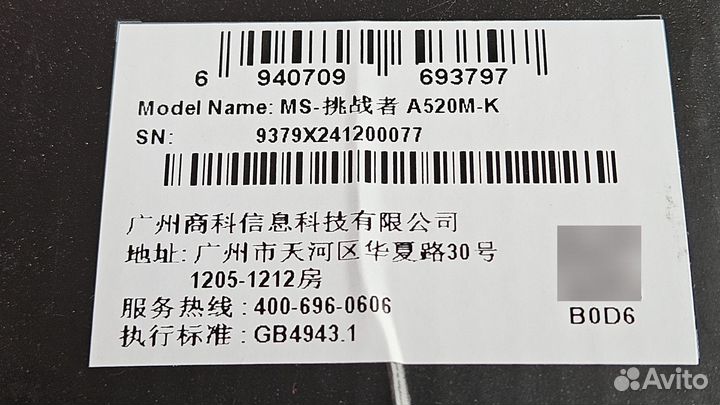 6 940709 693797
Model Name: MS-挑战者 A520M-K
SN: 9379X241200077
广州商科信息科技有限公司
地址: 广州市天河区华夏路30号
1205-1212房
服务热线: 400-696-0606
执行标准: GB4943.1
B0D6
Avito